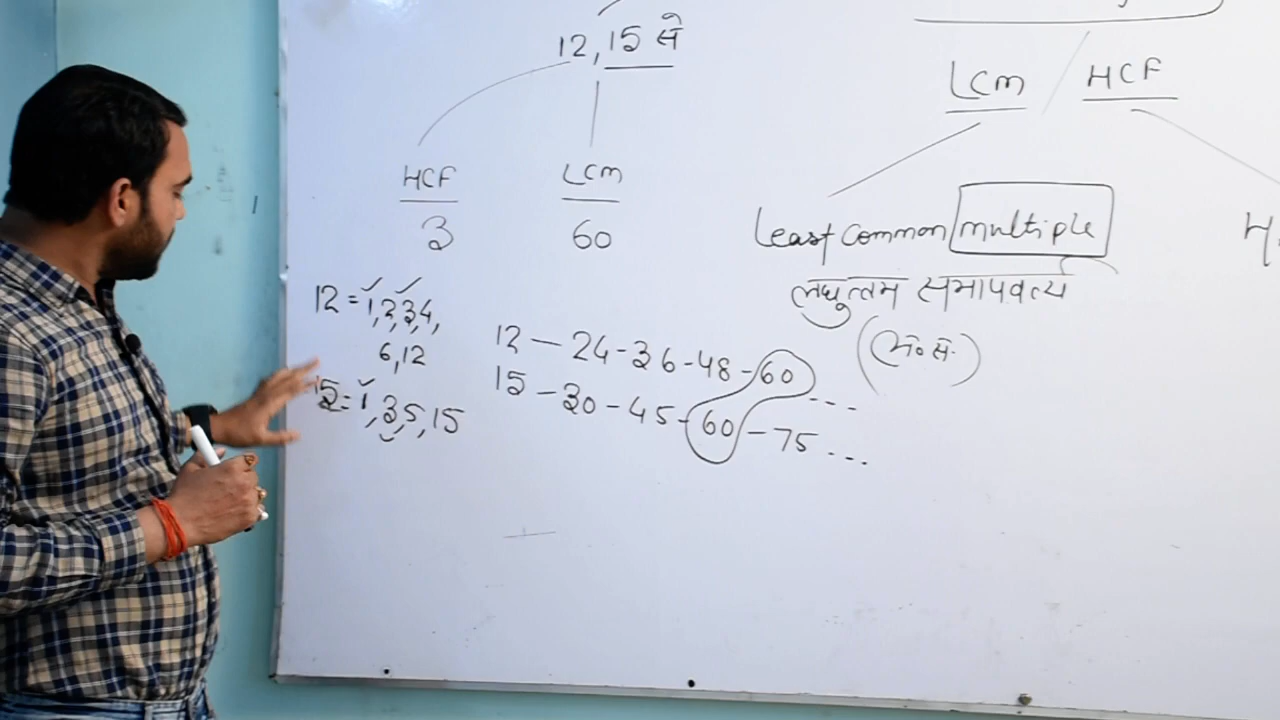 12, 15 से
HCF
3
LCM
60
12 = 1, 2, 3, 4,
6, 12
15 = 1, 3, 5, 15
12 — 24 - 36 - 48 - 60 ---
15 — 30 - 45 - 60 - 75 ...
LCM / HCF
Least common multiple
लघुत्तम समापवर्त्य